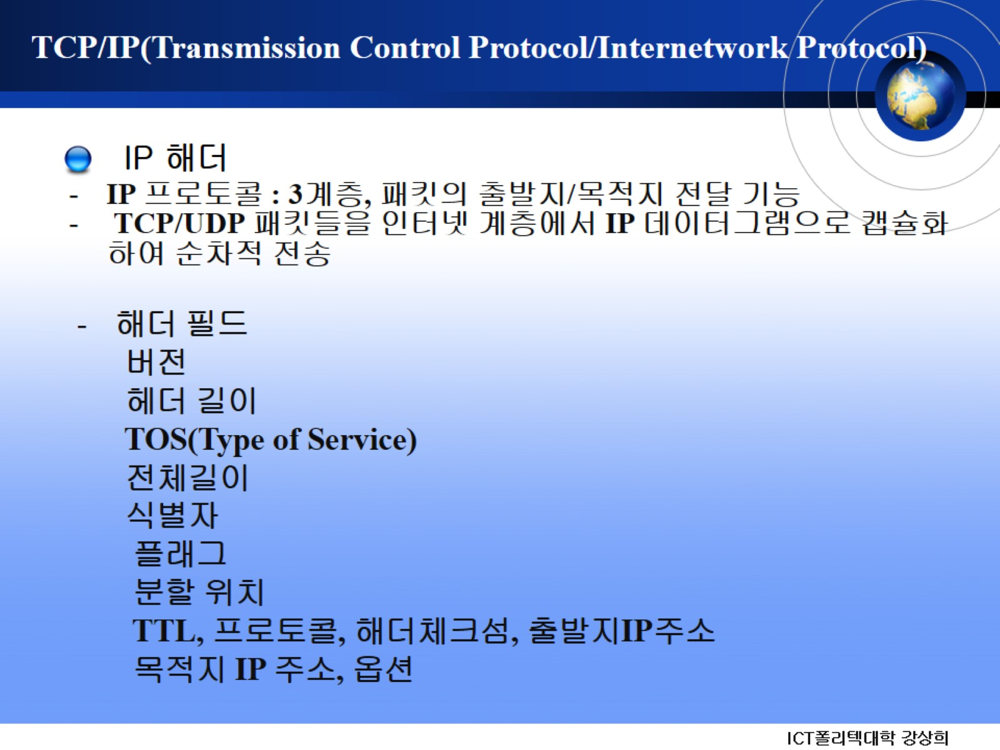 TCP/IP(Transmission Control Protocol/Internetwork Protocol)
IP 해더
- IP 프로토콜 : 3계층, 패킷의 출발지/목적지 전달 기능
- TCP/UDP 패킷들을 인터넷 계층에서 IP 데이터그램으로 캡슐화
하여 순차적 전송
- 해더 필드
버전
헤더 길이
TOS(Type of Service)
전체길이
식별자
플래그
분할 위치
TTL, 프로토콜, 해더체크섬, 출발지IP주소
목적지 IP 주소, 옵션
ICT폴리텍대학 강상희